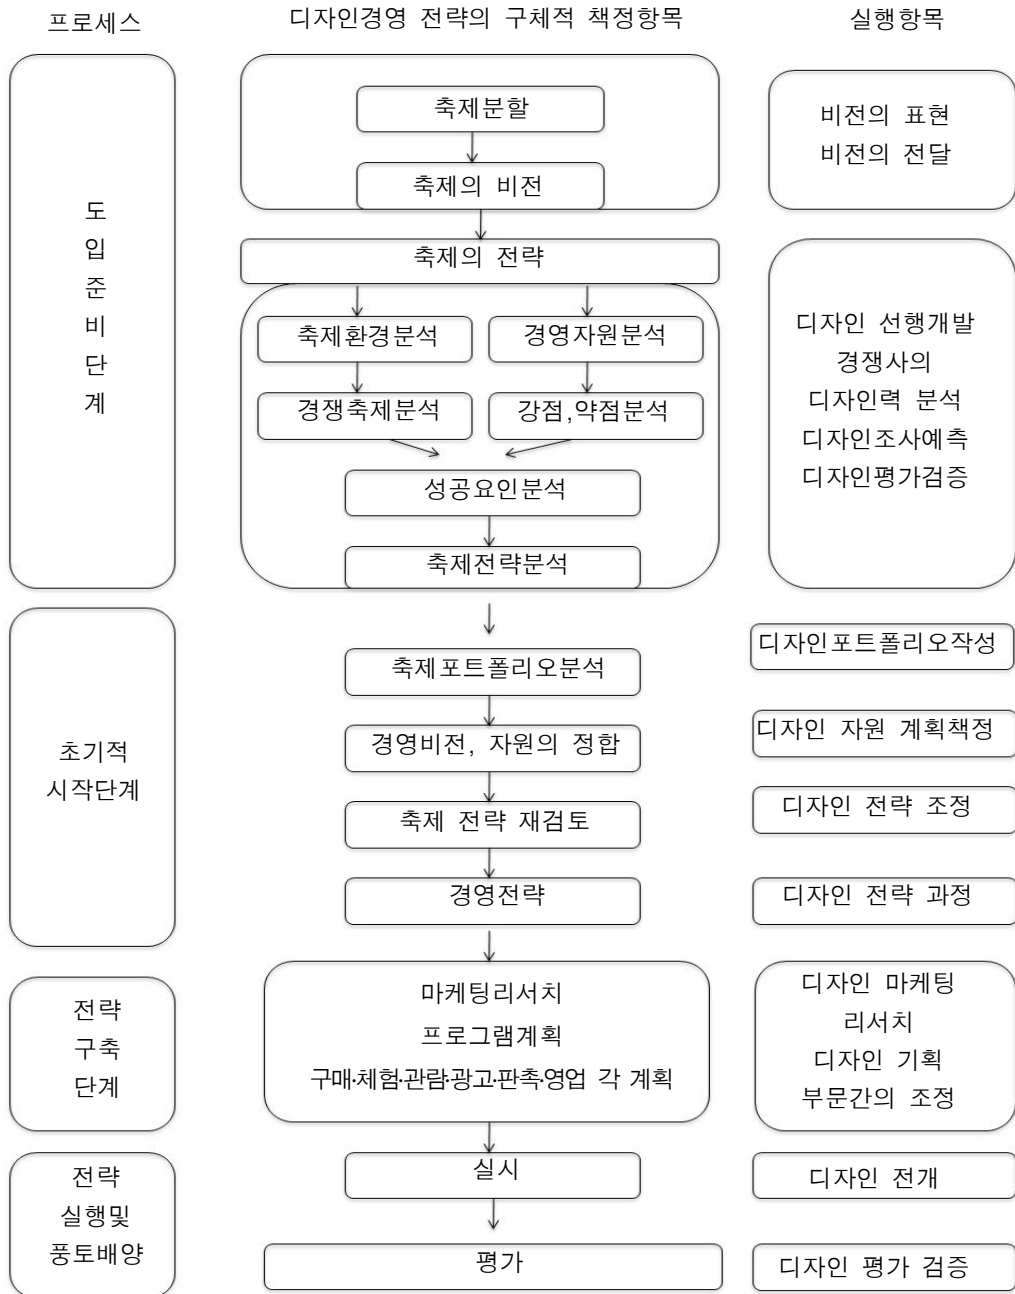 프로세스
디자인경영 전략의 구체적 책정항목
실행항목
도
입
준
비
단
계
축제분할
축제의 비전
비전의 표현
비전의 전달
축제의 전략
축제환경분석
경영자원분석
경쟁축제분석
강점,약점분석
성공요인분석
축제전략분석
디자인 선행개발
경쟁사의
디자인력 분석
디자인조사예측
디자인평가검증
초기적
시작단계
축제포트폴리오분석
경영비전, 자원의 정합
축제 전략 재검토
경영전략
디자인포트폴리오작성
디자인 자원 계획책정
디자인 전략 조정
디자인 전략 과정
전략
구축
단계
마케팅리서치
프로그램계획
구매·체험·관람·광고·판촉·영업 각 계획
디자인 마케팅
리서치
디자인 기획
부문간의 조정
전략
실행및
풍토배양
실시
평가
디자인 전개
디자인 평가 검증